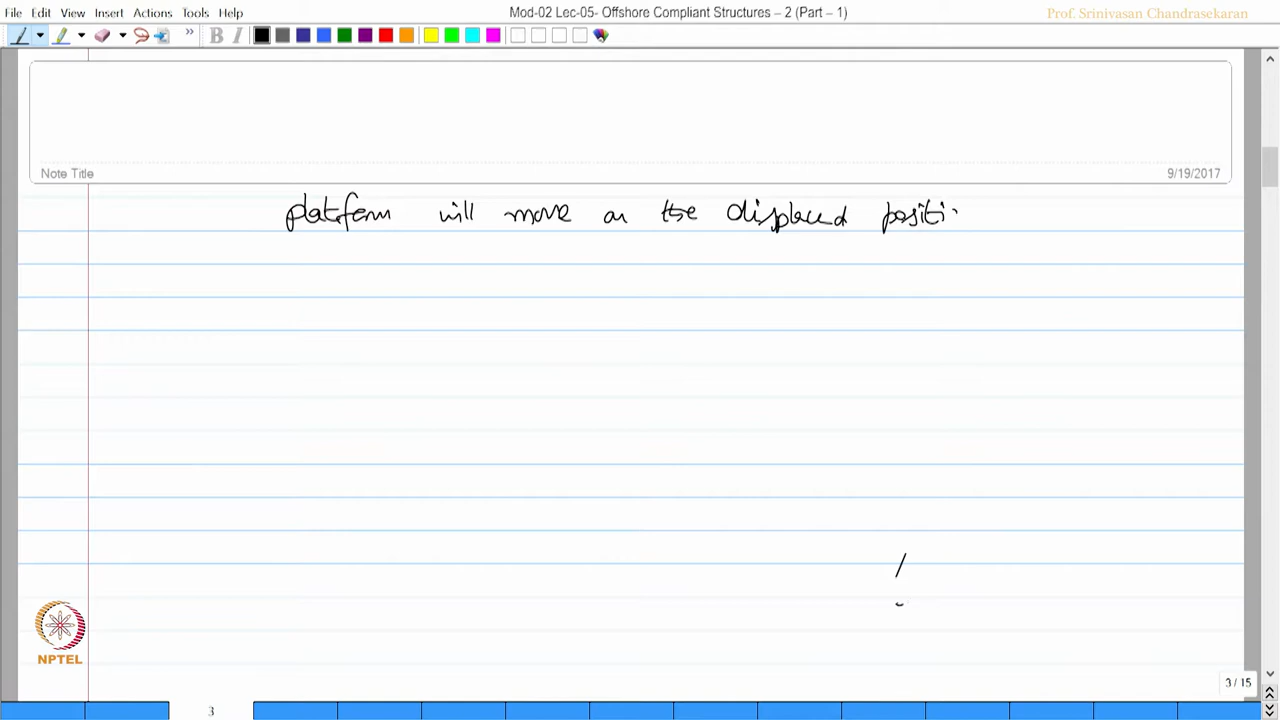 File Edit View Insert Actions Tools Help
Mod-02 Lec-05- Offshore Compliant Structures – 2 (Part – 1)
Prof. Srinivasan Chandrasekaran
B I
Note Title
9/19/2017
platform will move on the displaced positi
NPTEL
3 / 15
3